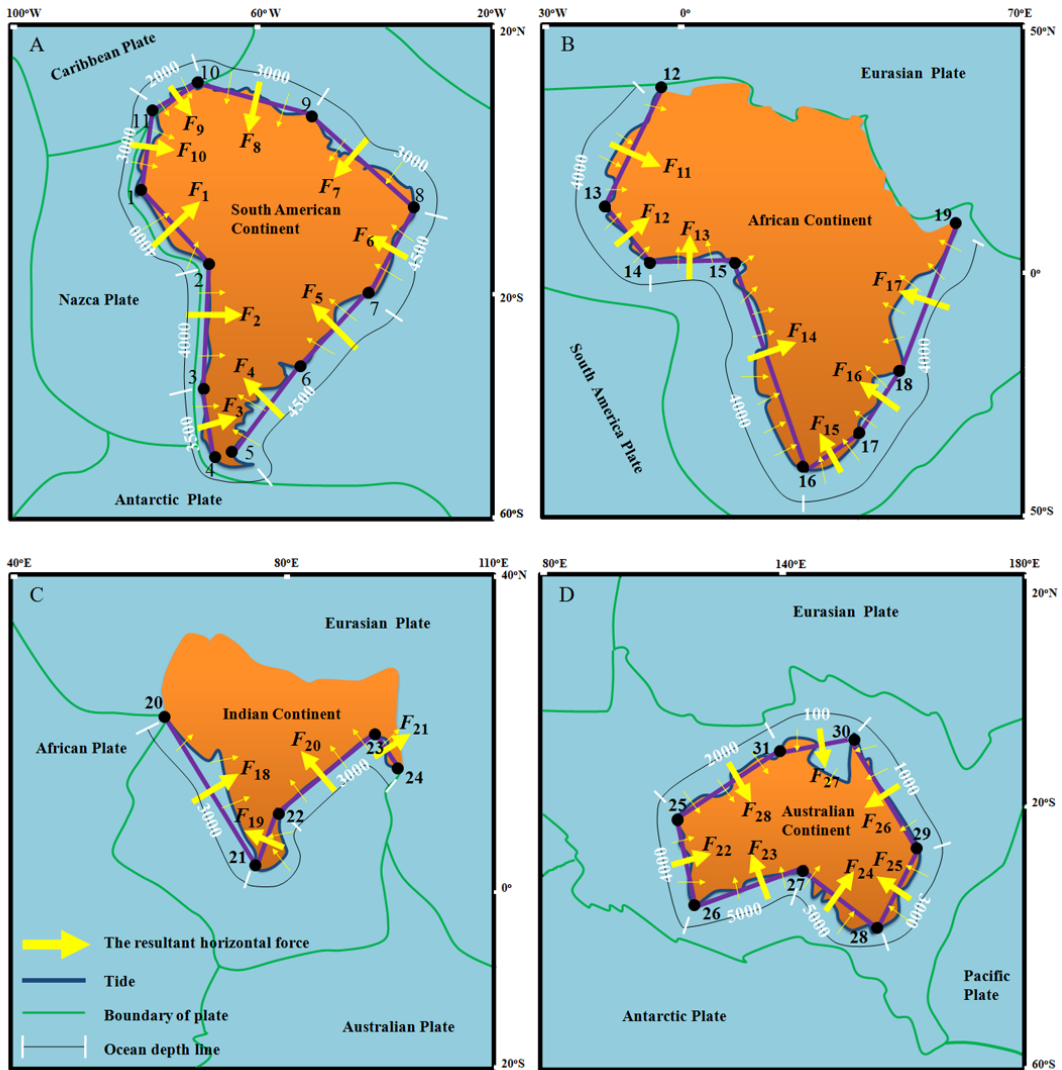 100°W 60°W 20°W
A
20°N
Caribbean Plate
2000
10
3000
11
F9
9
F8
3000
F10
3000
F7
1
F1
South American
Continent
8
F6
4500
000
2
Nazca Plate
F2
F5
7
20°S
4000
3
F4
6
F3
4500
3500
4
5
Antarctic Plate
60°S
30°W 0° 70°E
B
50°N
12
Eurasian Plate
4000
F11
13
F12
African Continent
19
F13
14
15
0°
F17
F14
4000
South America Plate
F16
18
4000
F15
17
16
50°S
40°E 80°E 110°E
C
40°N
Eurasian Plate
20
Indian Continent
23
F21
African Plate
F20
24
F18
3000
3000
F19
22
21
0°
The resultant horizontal force
Tide
Boundary of plate
Ocean depth line
Australian Plate
20°S
80°E 140°E 180°E
D
20°N
Eurasian Plate
100
30
31
2000
F27
1000
25
F28
Australian
Continent
F26
20°S
F22
F23
29
4000
27
F24
F25
26
5000
5000
3000
28
Antarctic Plate
Pacific
Plate
60°S